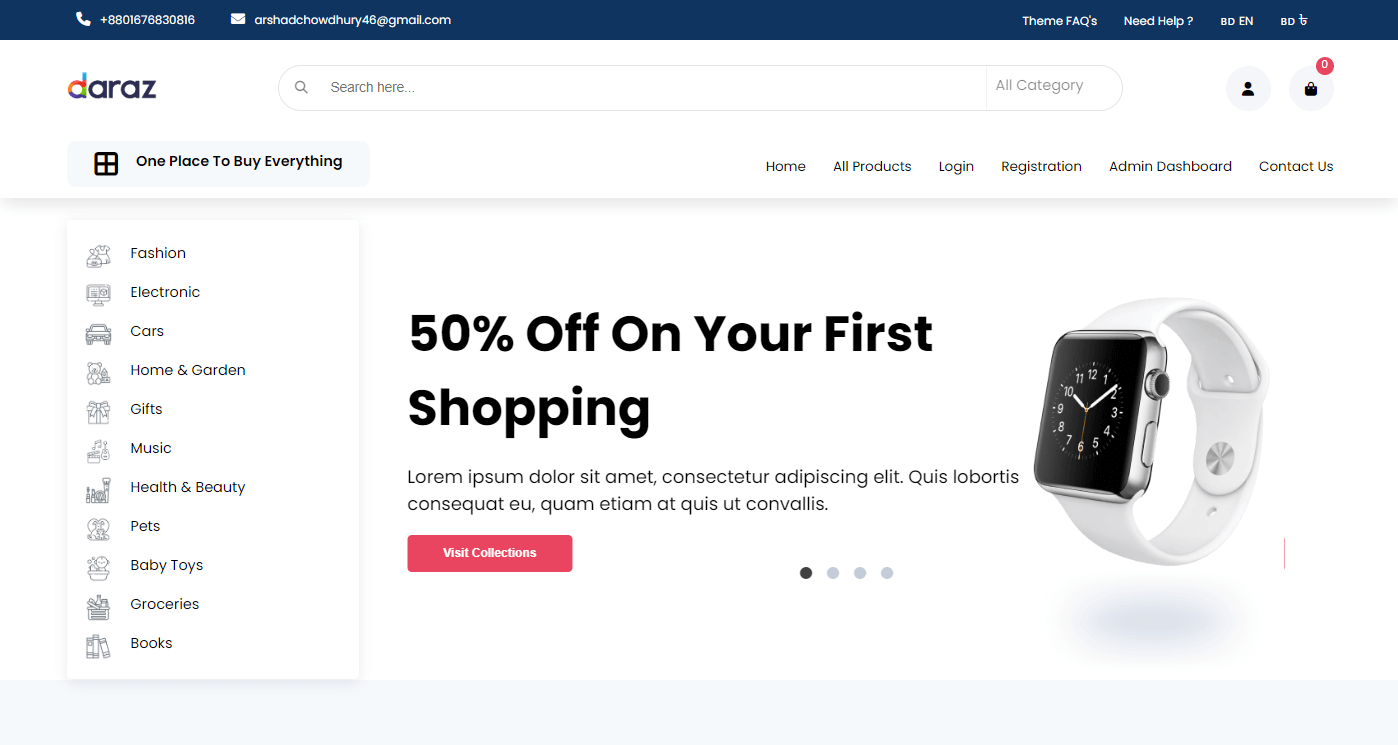 +8801676830816 arshadchowdhury46@gmail.com Theme FAQ's Need Help ? BD EN BD ৳
daraz Search here... All Category 0
One Place To Buy Everything Home All Products Login Registration Admin Dashboard Contact Us
Fashion
Electronic
Cars
Home & Garden
Gifts
Music
Health & Beauty
Pets
Baby Toys
Groceries
Books
50% Off On Your First
Shopping
Lorem ipsum dolor sit amet, consectetur adipiscing elit. Quis lobortis
consequat eu, quam etiam at quis ut convallis.
Visit Collections
11 12 1
10 2
9 3
8 4
7 6 5